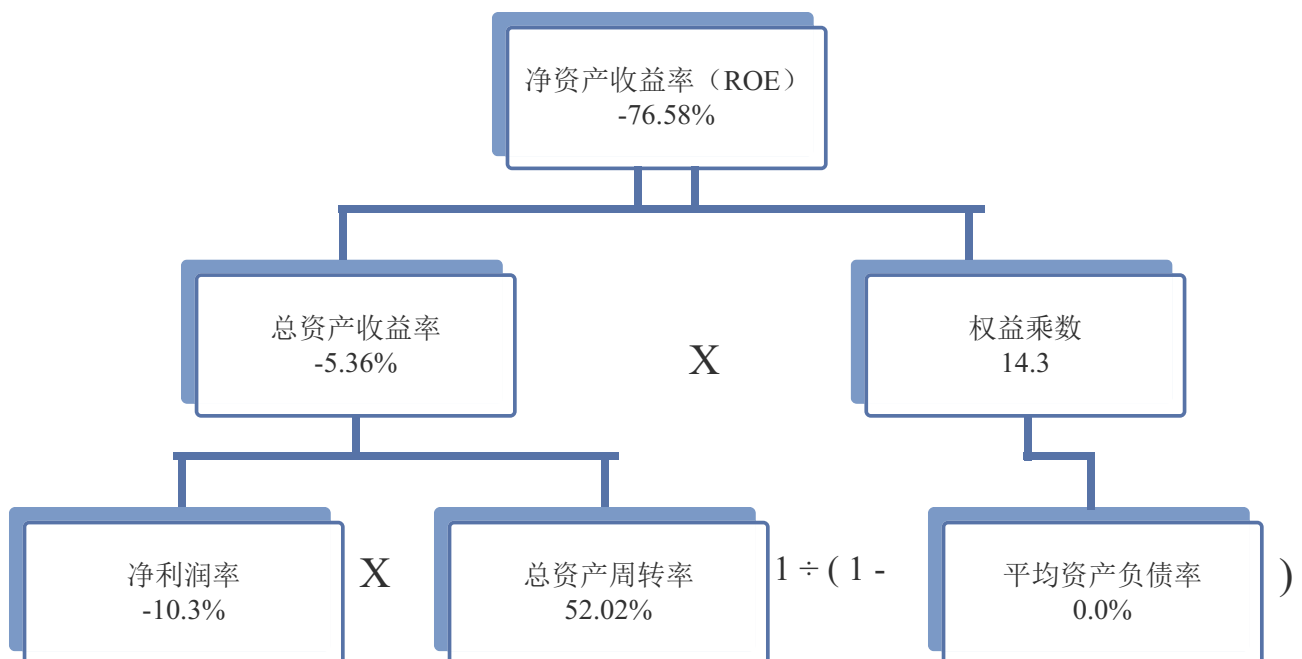 净资产收益率（ROE）
-76.58%
总资产收益率
-5.36%
X
权益乘数
14.3
净利润率
-10.3%
X
总资产周转率
52.02%
1 ÷ ( 1 -
平均资产负债率
0.0%
)